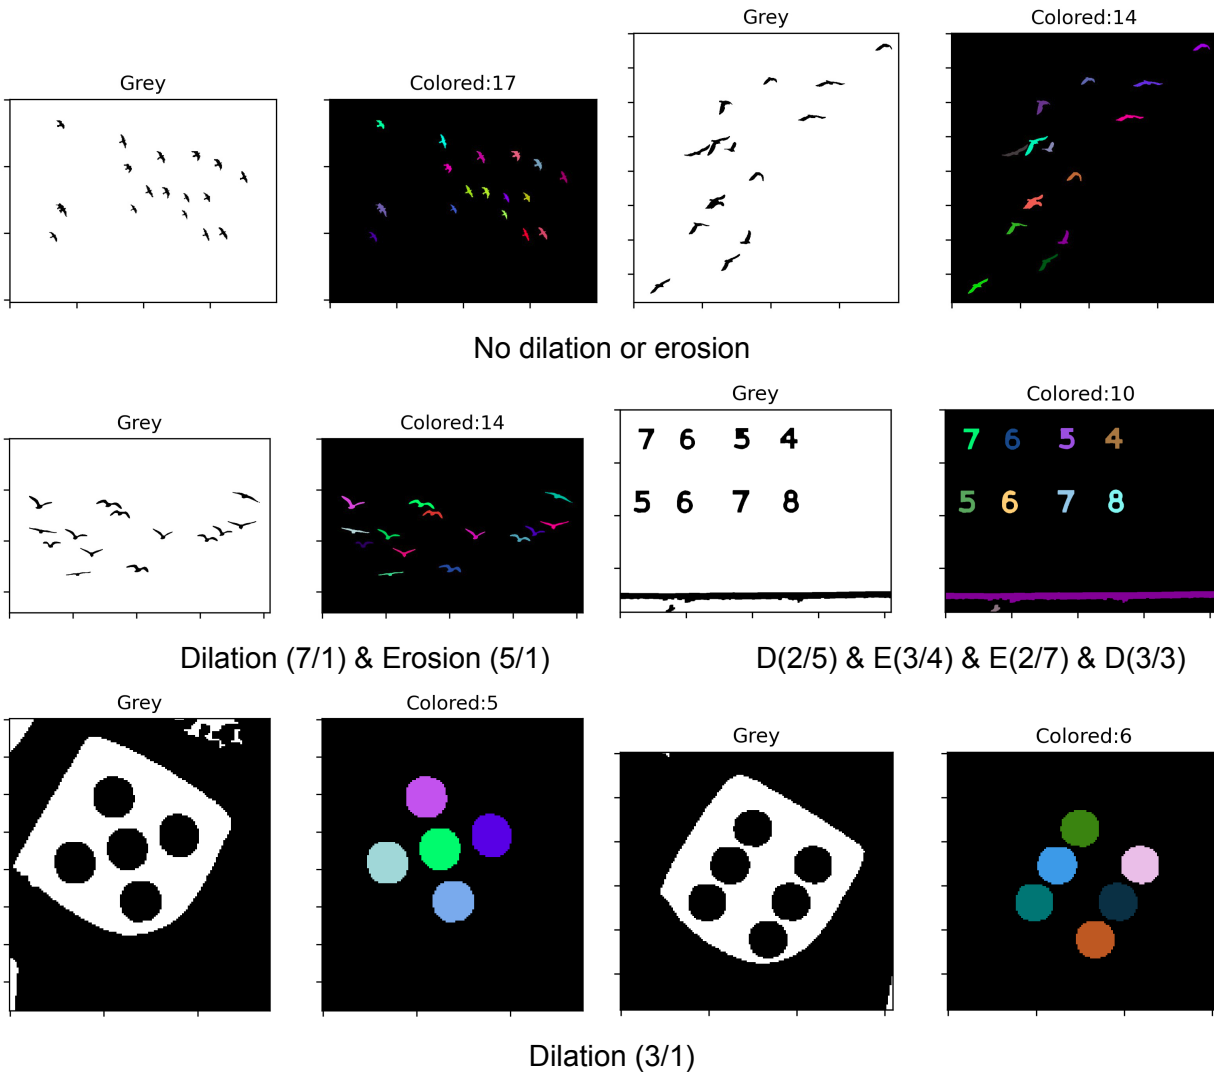 Grey
Colored:14
Grey
Colored:17
No dilation or erosion
Grey
Colored:14
Grey
Colored:10
7 6 5 4
7 6 5 4
5 6 7 8
5 6 7 8
Dilation (7/1) & Erosion (5/1)
D(2/5) & E(3/4) & E(2/7) & D(3/3)
Grey
Colored:5
Grey
Colored:6
Dilation (3/1)